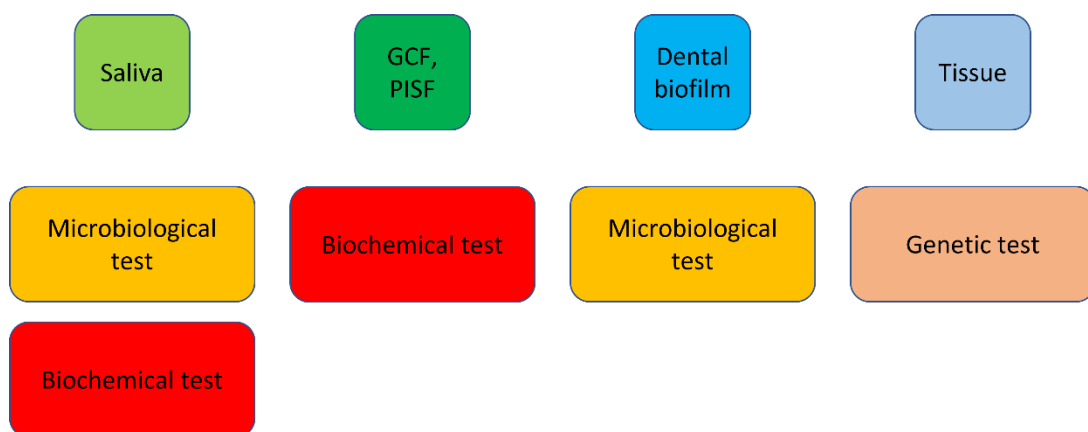 Saliva
GCF,
PISF
Dental
biofilm
Tissue
Microbiological
test
Biochemical test
Microbiological
test
Genetic test
Biochemical test